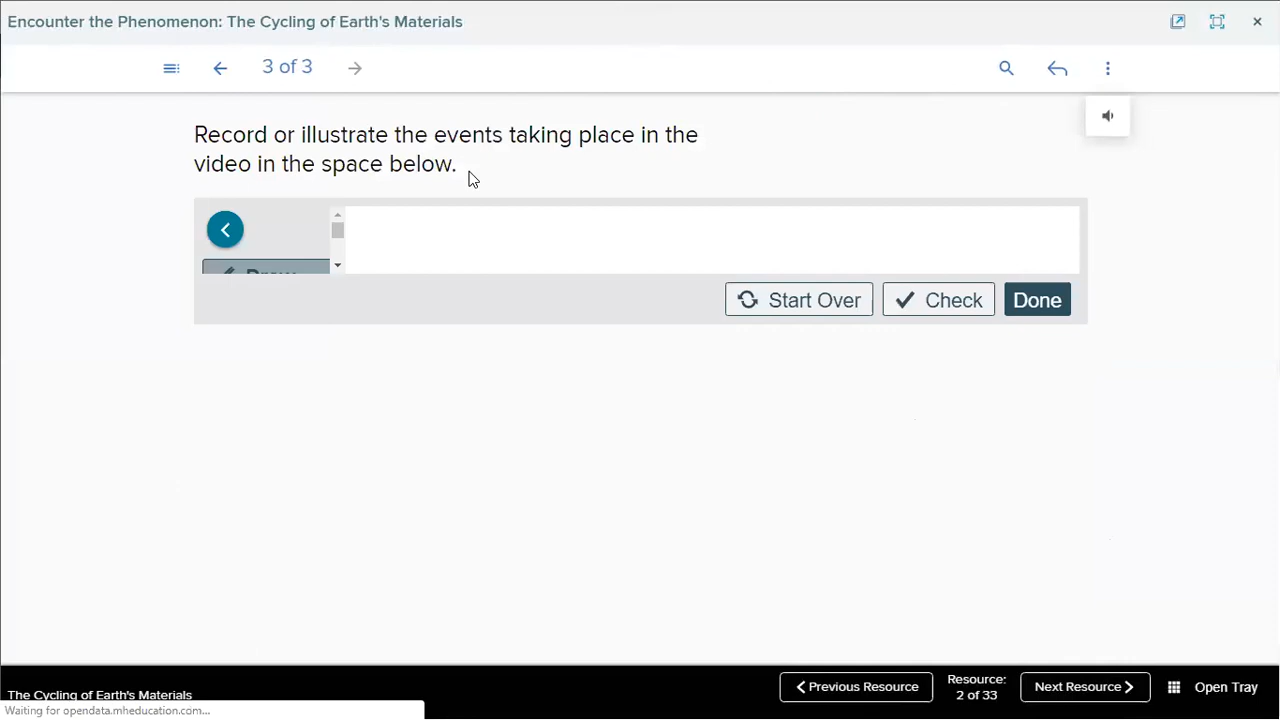 Encounter the Phenomenon: The Cycling of Earth's Materials
3 of 3
Record or illustrate the events taking place in the
video in the space below.
Draw
Start Over
Check
Done
The Cycling of Earth's Materials
Previous Resource
Resource:
2 of 33
Next Resource
Open Tray
Waiting for opendata.mheducation.com...